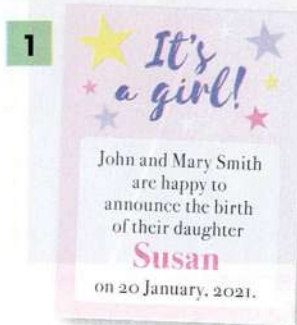 1
It's
a girl!
John and Mary Smith
are happy to
announce the birth
of their daughter
Susan
on 20 January, 2021.